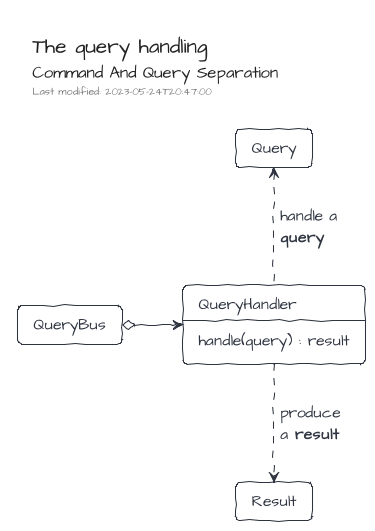 The query handling
Command And Query Separation
Last modified: 2023-05-24T20:47:00
Query
handle a
query
QueryHandler
QueryBus
handle(query) : result
produce
a result
Result